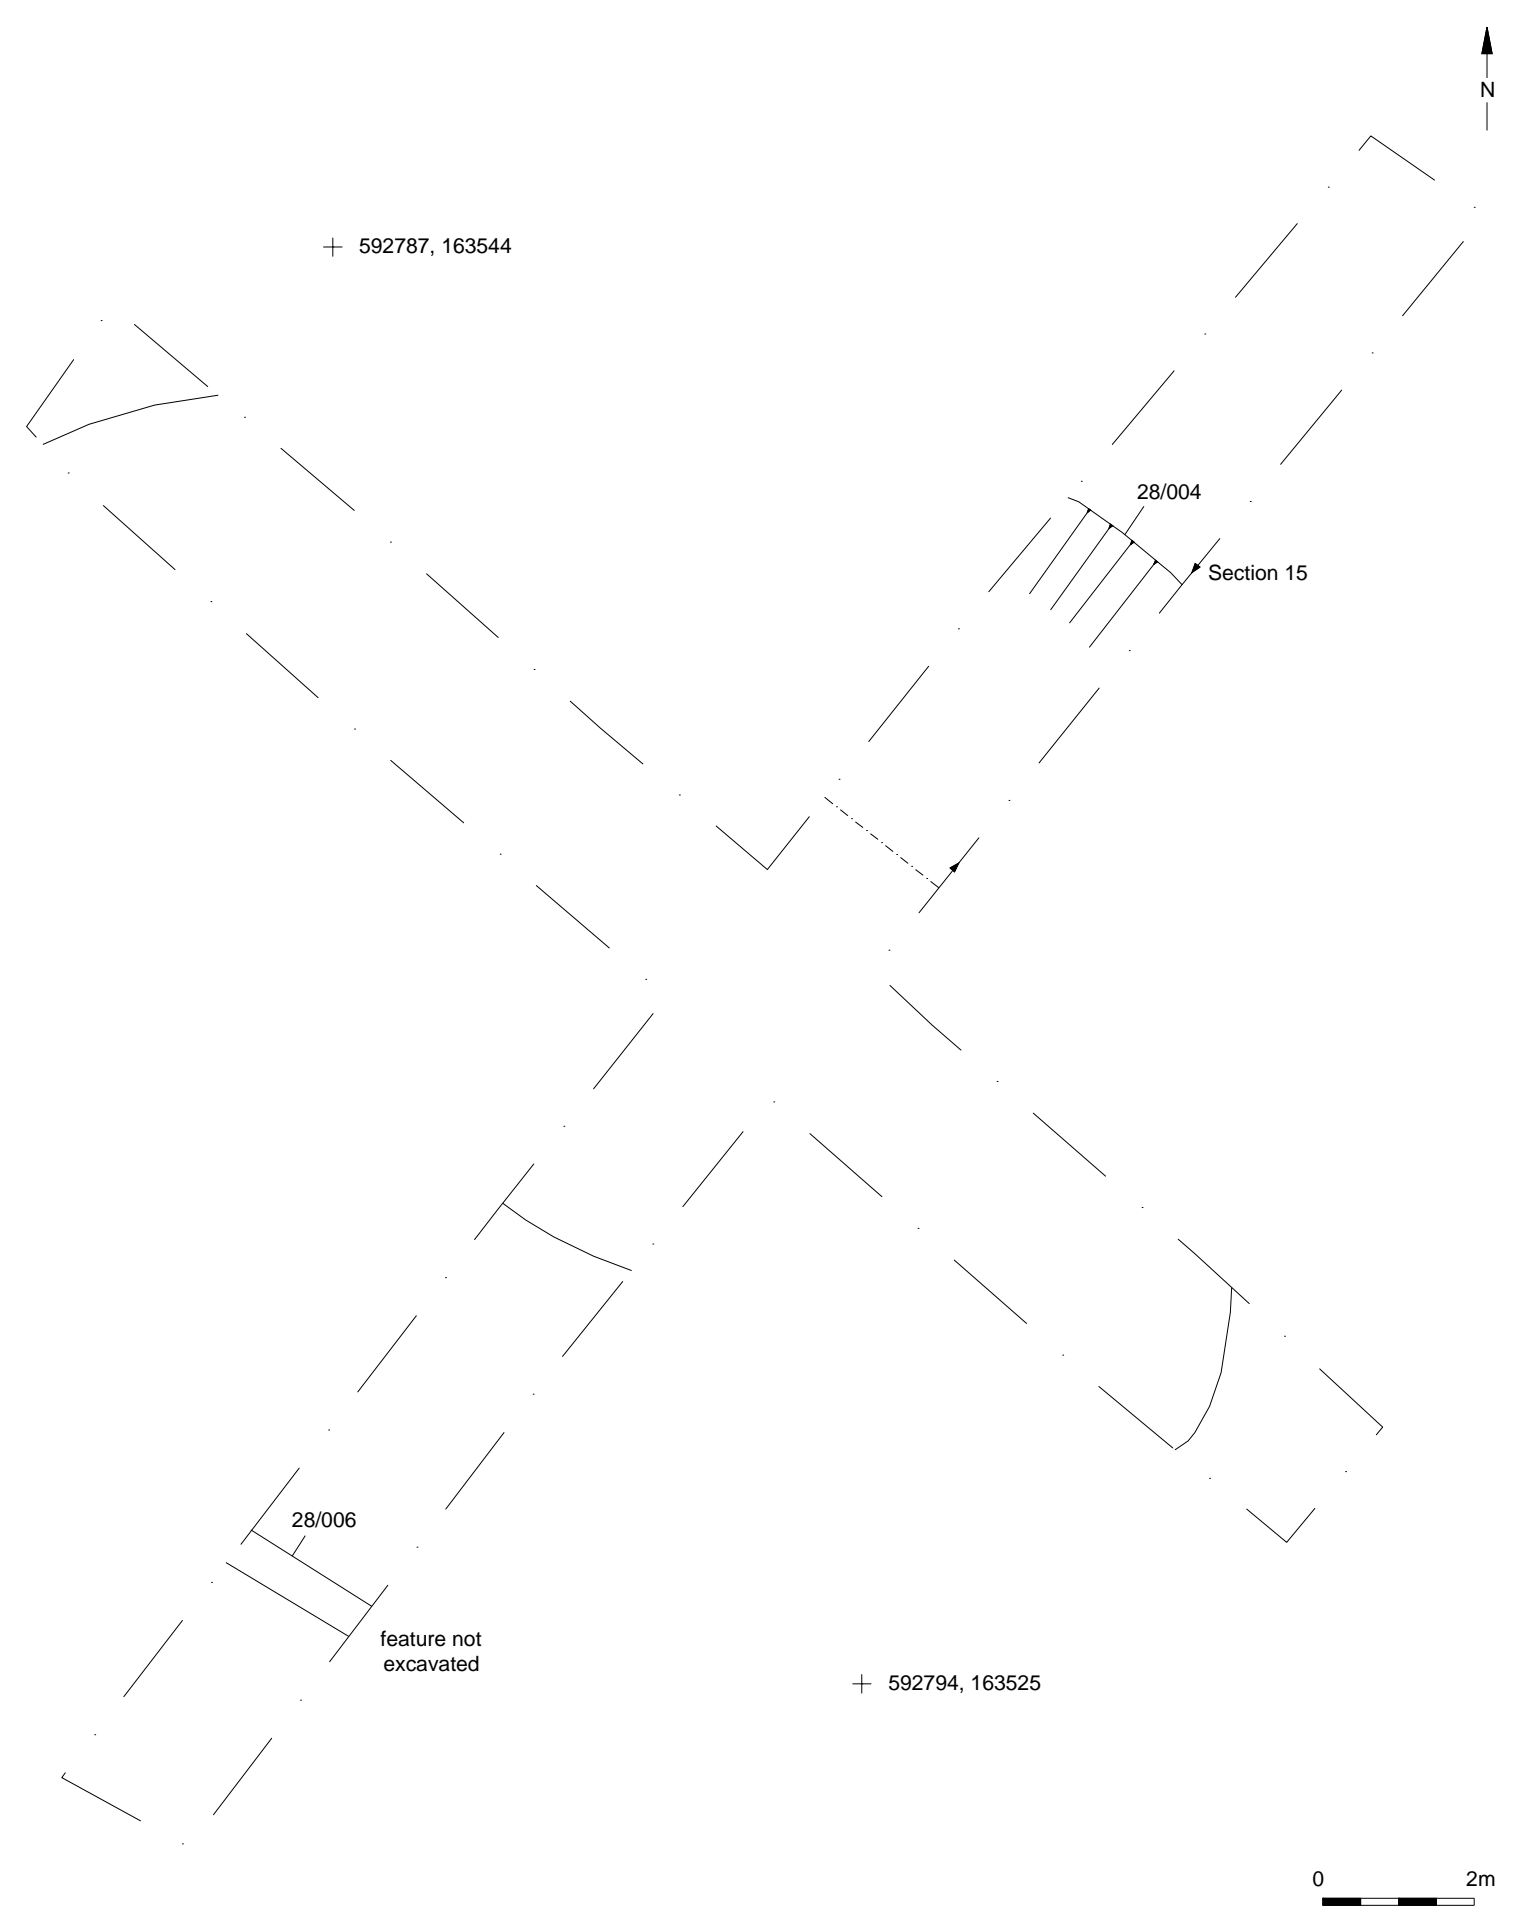 N
592787, 163544
28/004
Section 15
28/006
feature not
excavated
592794, 163525
0 2m